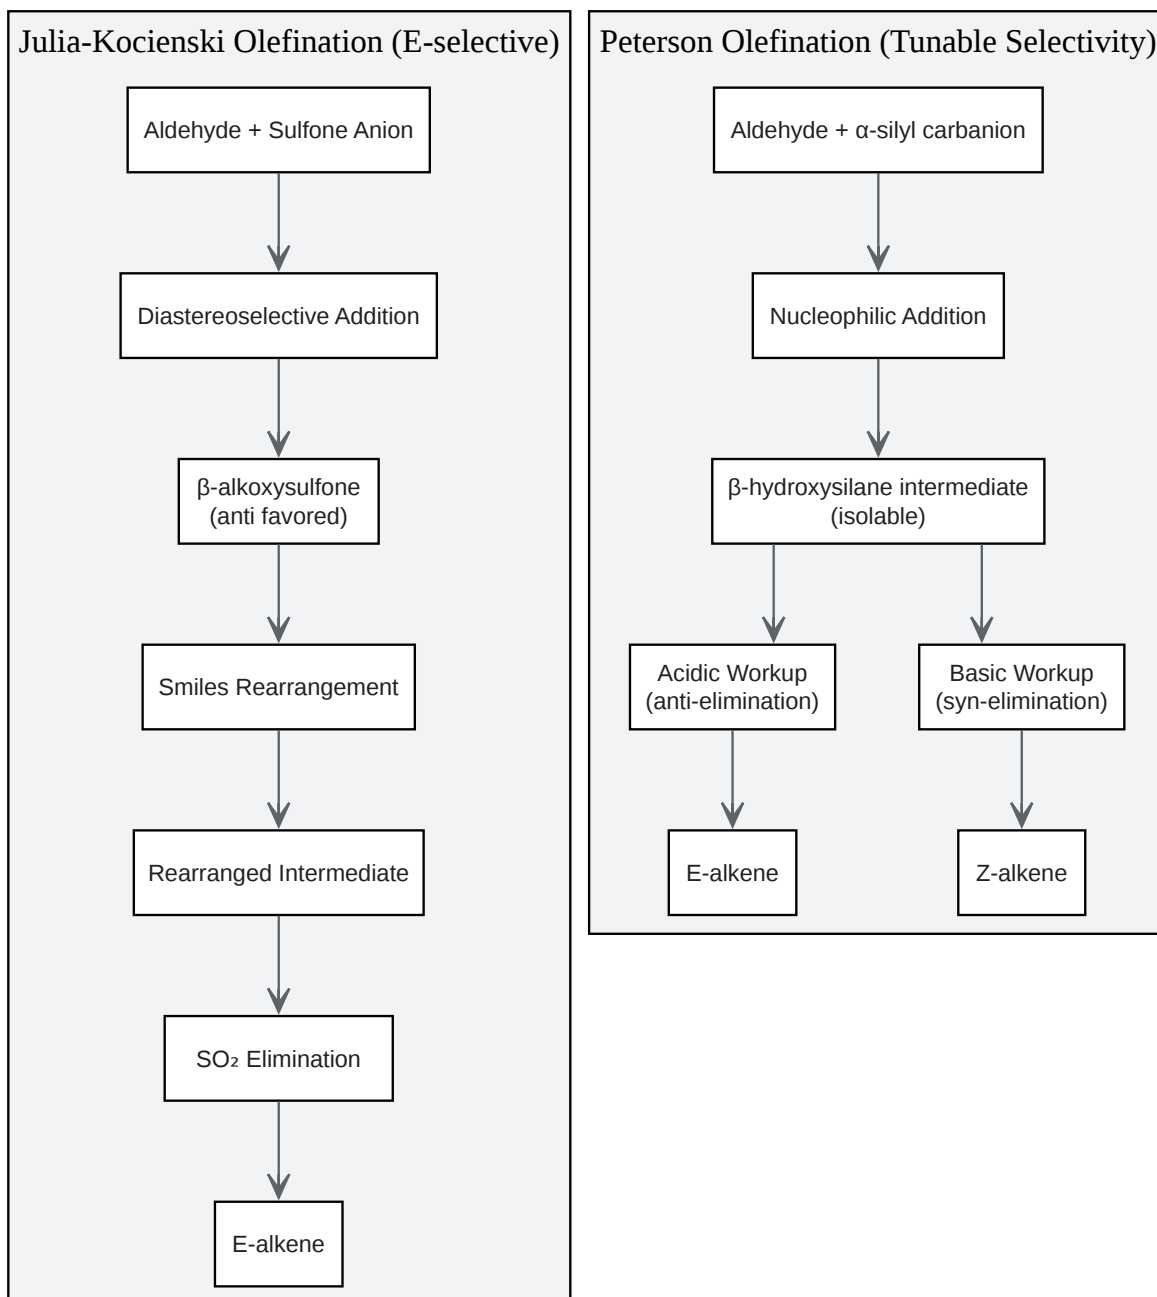 Julia-Kocienski Olefination (E-selective)
Aldehyde + Sulfone Anion
Diastereoselective Addition
β-alkoxysulfone
(anti favored)
Smiles Rearrangement
Rearranged Intermediate
SO₂ Elimination
E-alkene
Peterson Olefination (Tunable Selectivity)
Aldehyde + α-silyl carbanion
Nucleophilic Addition
β-hydroxysilane intermediate
(isolable)
Acidic Workup
(anti-elimination)
Basic Workup
(syn-elimination)
E-alkene
Z-alkene